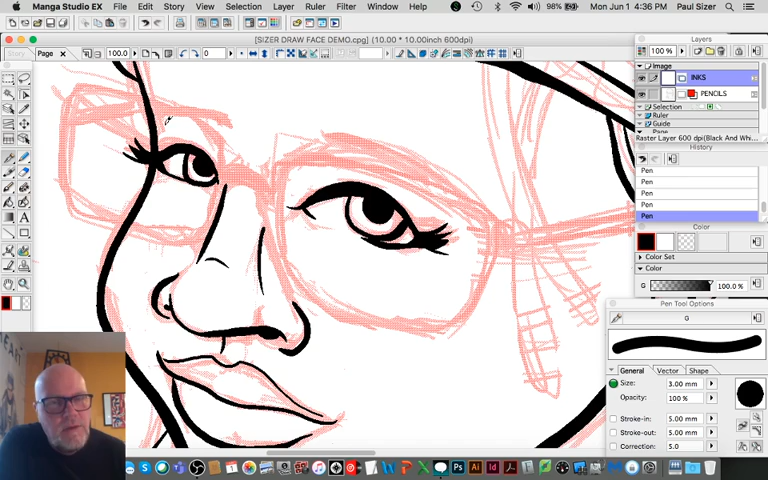 Manga Studio EX File Edit Story View Selection Layer Ruler Filter Window Help 98% Mon Jun 1 4:36 PM Paul Sizer
[SIZER DRAW FACE DEMO.cpg] (10.00 * 10.00inch 600dpi)
Story Page 100.0 0
Layers
100 %
Image
INKS
PENCILS
Selection
Ruler
Guide
Raster Layer 600 dpi(Black And Whi...
History
Pen
Pen
Pen
Pen
Pen
Color
Color Set
Color
G 100.0 %
Pen Tool Options
G
General Vector Shape
Size: 3.00 mm
Opacity: 100 %
Stroke-in: 5.00 mm
Stroke-out: 5.00 mm
Correction: 5.0